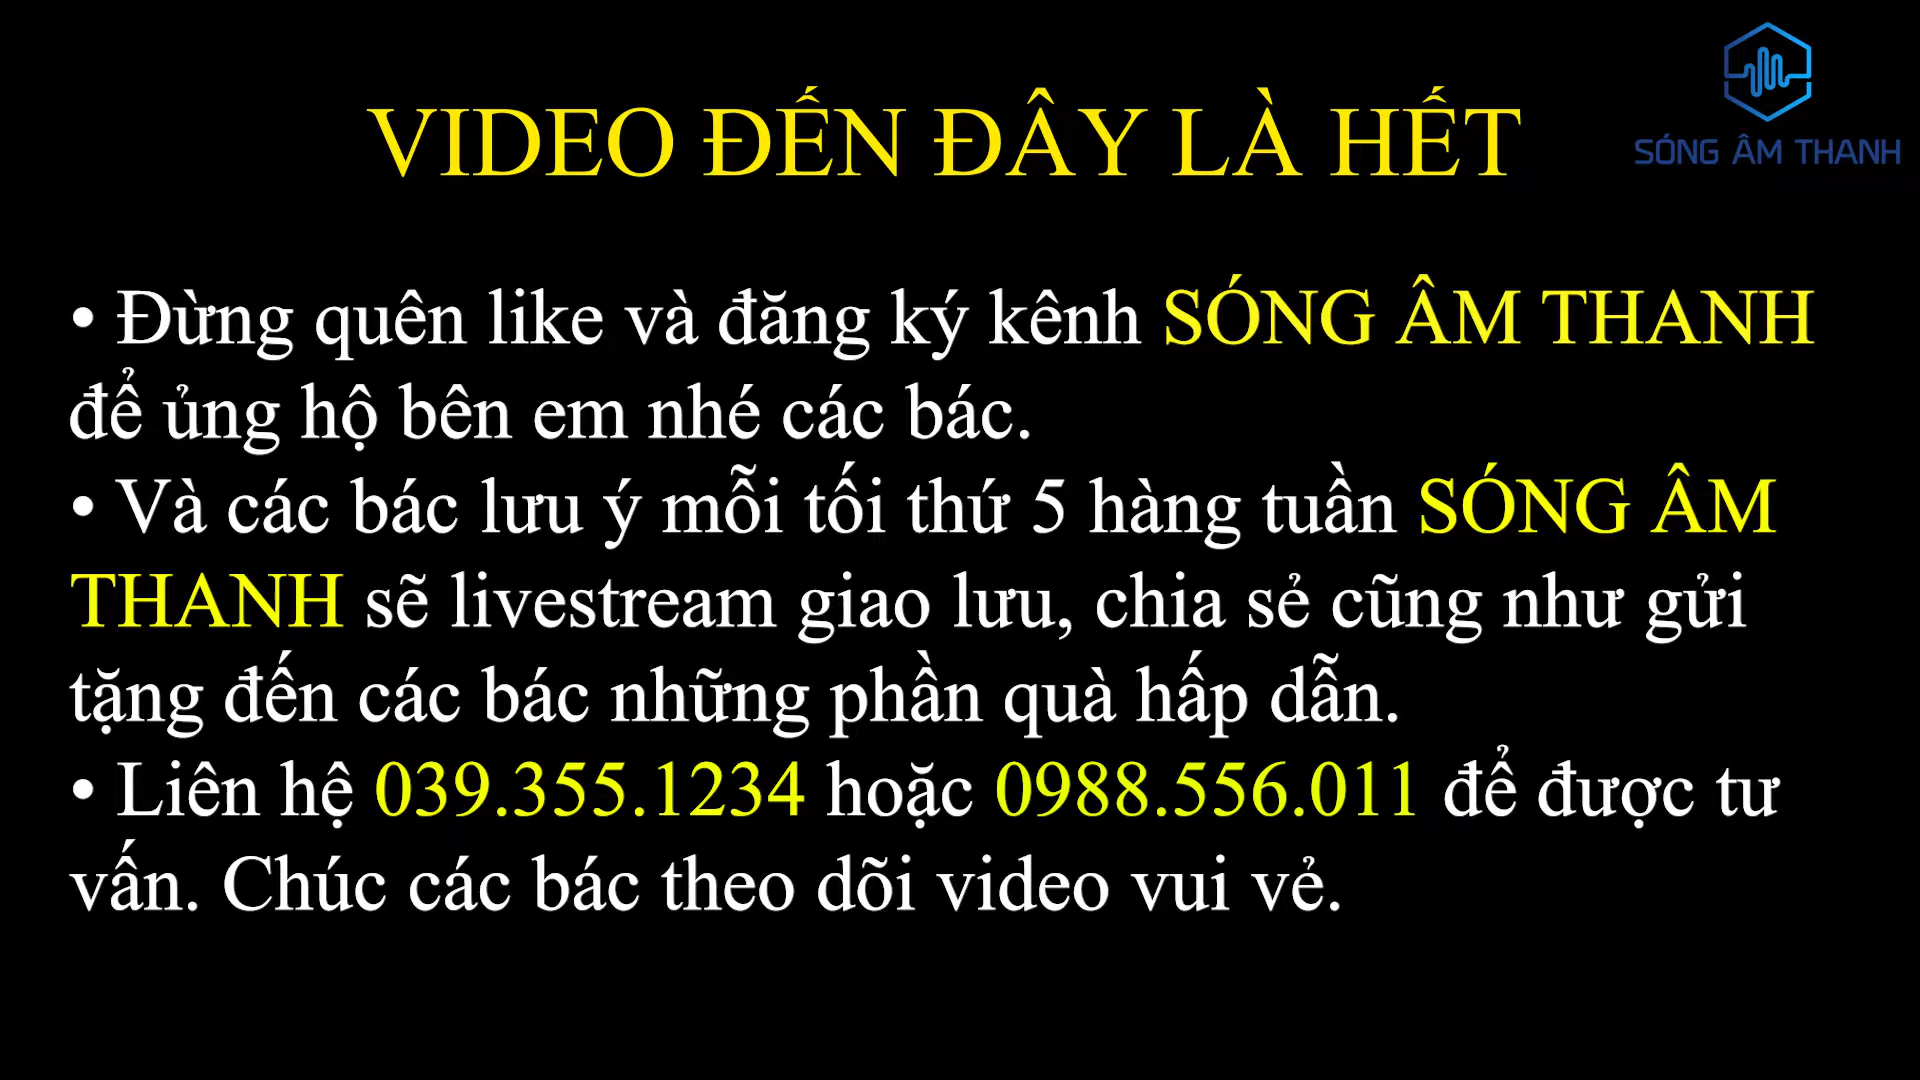 SÓNG ÂM THANH
VIDEO ĐẾN ĐÂY LÀ HẾT
• Đừng quên like và đăng ký kênh SÓNG ÂM THANH
để ủng hộ bên em nhé các bác.
• Và các bác lưu ý mỗi tối thứ 5 hàng tuần SÓNG ÂM
THANH sẽ livestream giao lưu, chia sẻ cũng như gửi
tặng đến các bác những phần quà hấp dẫn.
• Liên hệ 039.355.1234 hoặc 0988.556.011 để được tư
vấn. Chúc các bác theo dõi video vui vẻ.